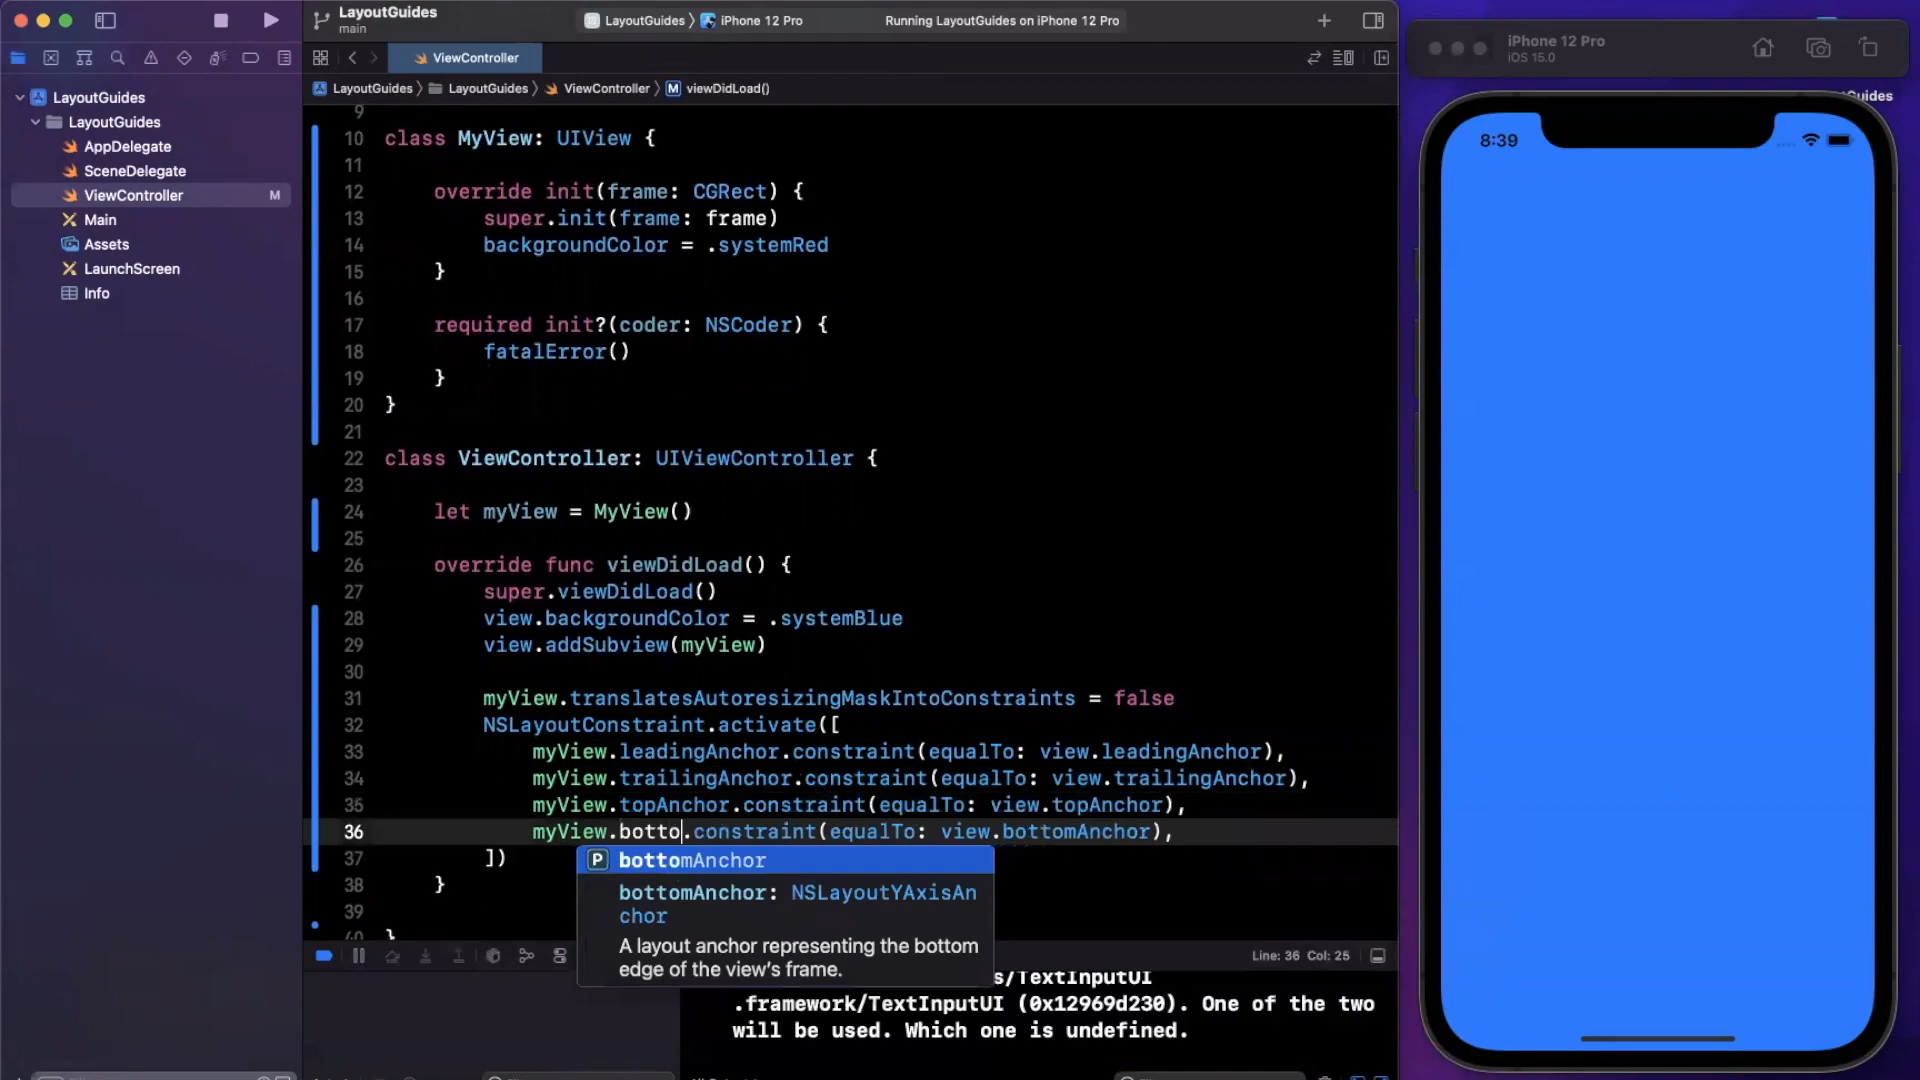 LayoutGuides
main
LayoutGuides
iPhone 12 Pro
Running LayoutGuides on iPhone 12 Pro
ViewController
LayoutGuides
LayoutGuides
ViewController
M
viewDidLoad()
LayoutGuides
LayoutGuides
AppDelegate
SceneDelegate
ViewController
M
Main
Assets
LaunchScreen
Info
9
10 class MyView: UIView {
11
12 override init(frame: CGRect) {
13 super.init(frame: frame)
14 backgroundColor = .systemRed
15 }
16
17 required init?(coder: NSCoder) {
18 fatalError()
19 }
20 }
21
22 class ViewController: UIViewController {
23
24 let myView = MyView()
25
26 override func viewDidLoad() {
27 super.viewDidLoad()
28 view.backgroundColor = .systemBlue
29 view.addSubview(myView)
30
31 myView.translatesAutoresizingMaskIntoConstraints = false
32 NSLayoutConstraint.activate([
33 myView.leadingAnchor.constraint(equalTo: view.leadingAnchor),
34 myView.trailingAnchor.constraint(equalTo: view.trailingAnchor),
35 myView.topAnchor.constraint(equalTo: view.topAnchor),
36 myView.botto.constraint(equalTo: view.bottomAnchor),
37 ])
38 }
39
40 }
P bottomAnchor
bottomAnchor: NSLayoutYAxisAn
chor
A layout anchor representing the bottom
edge of the view's frame.
Line: 36 Col: 25
s/TextInputUI
.framework/TextInputUI (0x12969d230). One of the two
will be used. Which one is undefined.
iPhone 12 Pro
iOS 15.0
Guides
8:39